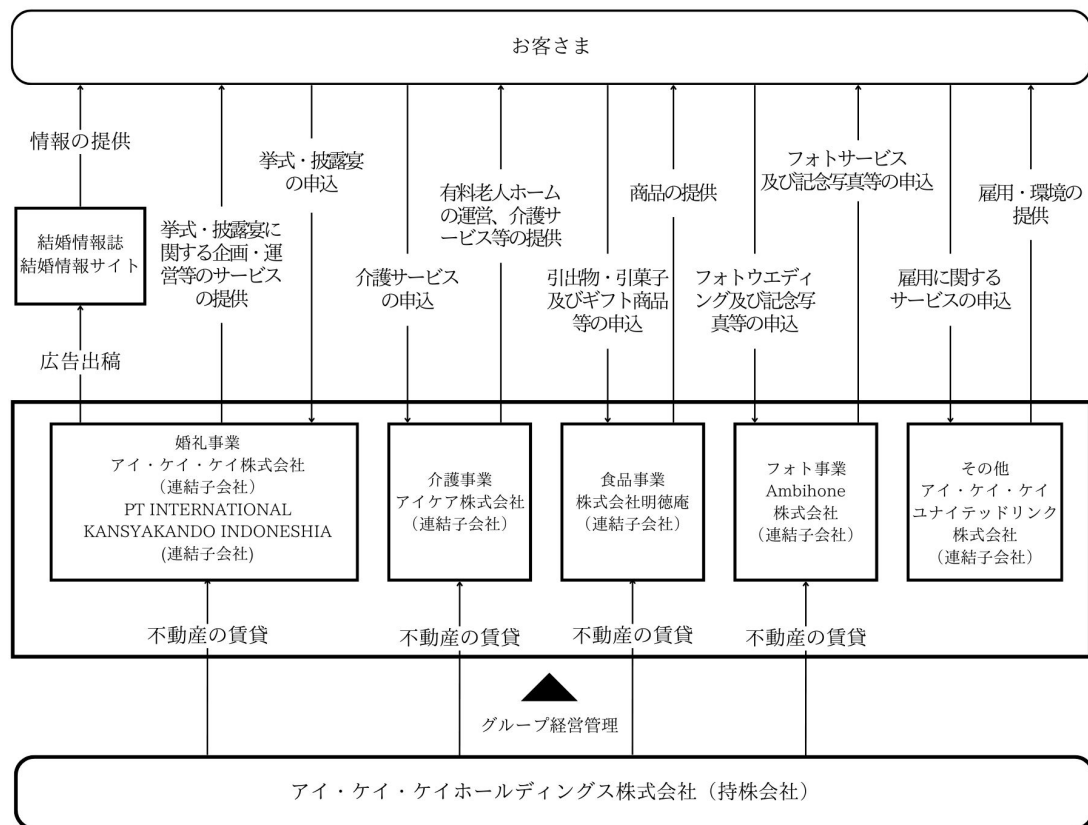 お客さま
情報の提供
結婚情報誌
結婚情報サイト
広告出稿
挙式・披露宴に
関する企画・運
営等のサービス
の提供
挙式・披露宴
の申込
介護サービス
の申込
有料老人ホーム
の運営、介護サ
ービス等の提供
引出物・引菓子
及びギフト商品
等の申込
商品の提供
フォトウエディ
ング及び記念写
真等の申込
フォトサービス
及び記念写真等の申込
雇用に関する
サービスの申込
雇用・環境の
提供
婚礼事業
アイ・ケイ・ケイ株式会社
（連結子会社）
PT INTERNATIONAL
KANSYAKANDO INDONESHIA
(連結子会社)
介護事業
アイケア株式会社
（連結子会社）
食品事業
株式会社明徳庵
（連結子会社）
フォト事業
Ambihone
株式会社
（連結子会社）
その他
アイ・ケイ・ケイ
ユナイテッドリンク
株式会社
（連結子会社）
不動産の賃貸
不動産の賃貸
不動産の賃貸
不動産の賃貸
グループ経営管理
アイ・ケイ・ケイホールディングス株式会社（持株会社）